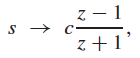 s → c z − 1 / z + 1 ,